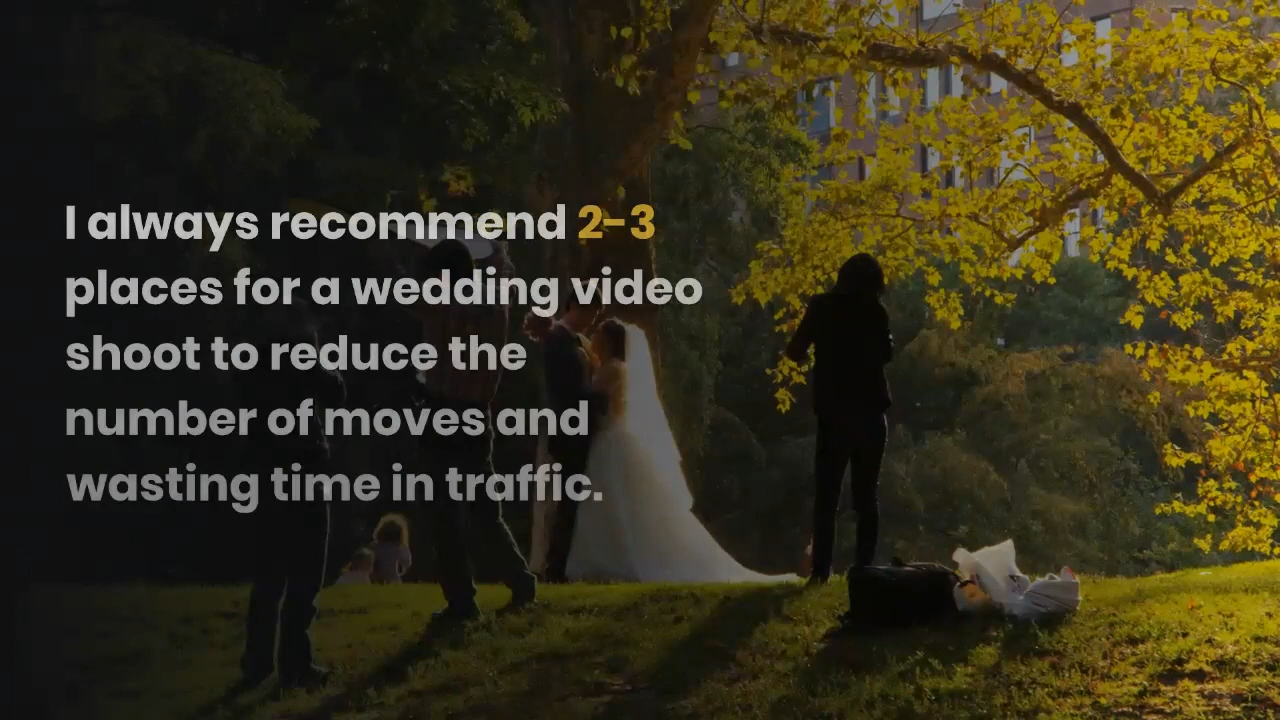 I always recommend 2-3
places for a wedding video
shoot to reduce the
number of moves and
wasting time in traffic.